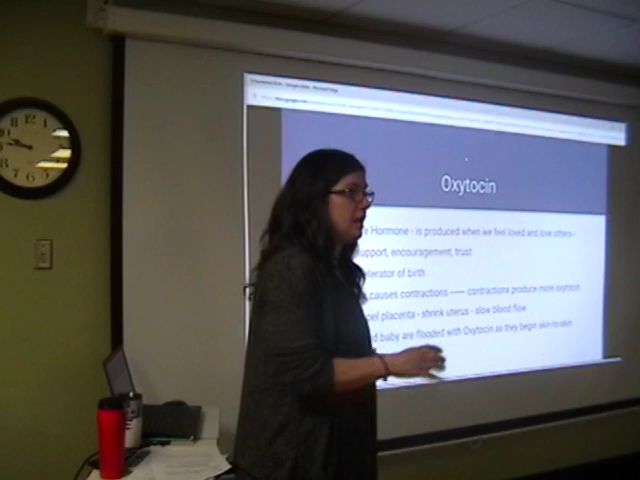 Oxytocin
Hormone - is produced when we feel loved and love others -
support, encouragement, trust
elerator of birth
causes contractions —— contractions produce more oxytocin
placenta - shrink uterus - slow blood flow
d baby are flooded with Oxytocin as they begin skin-to-skin